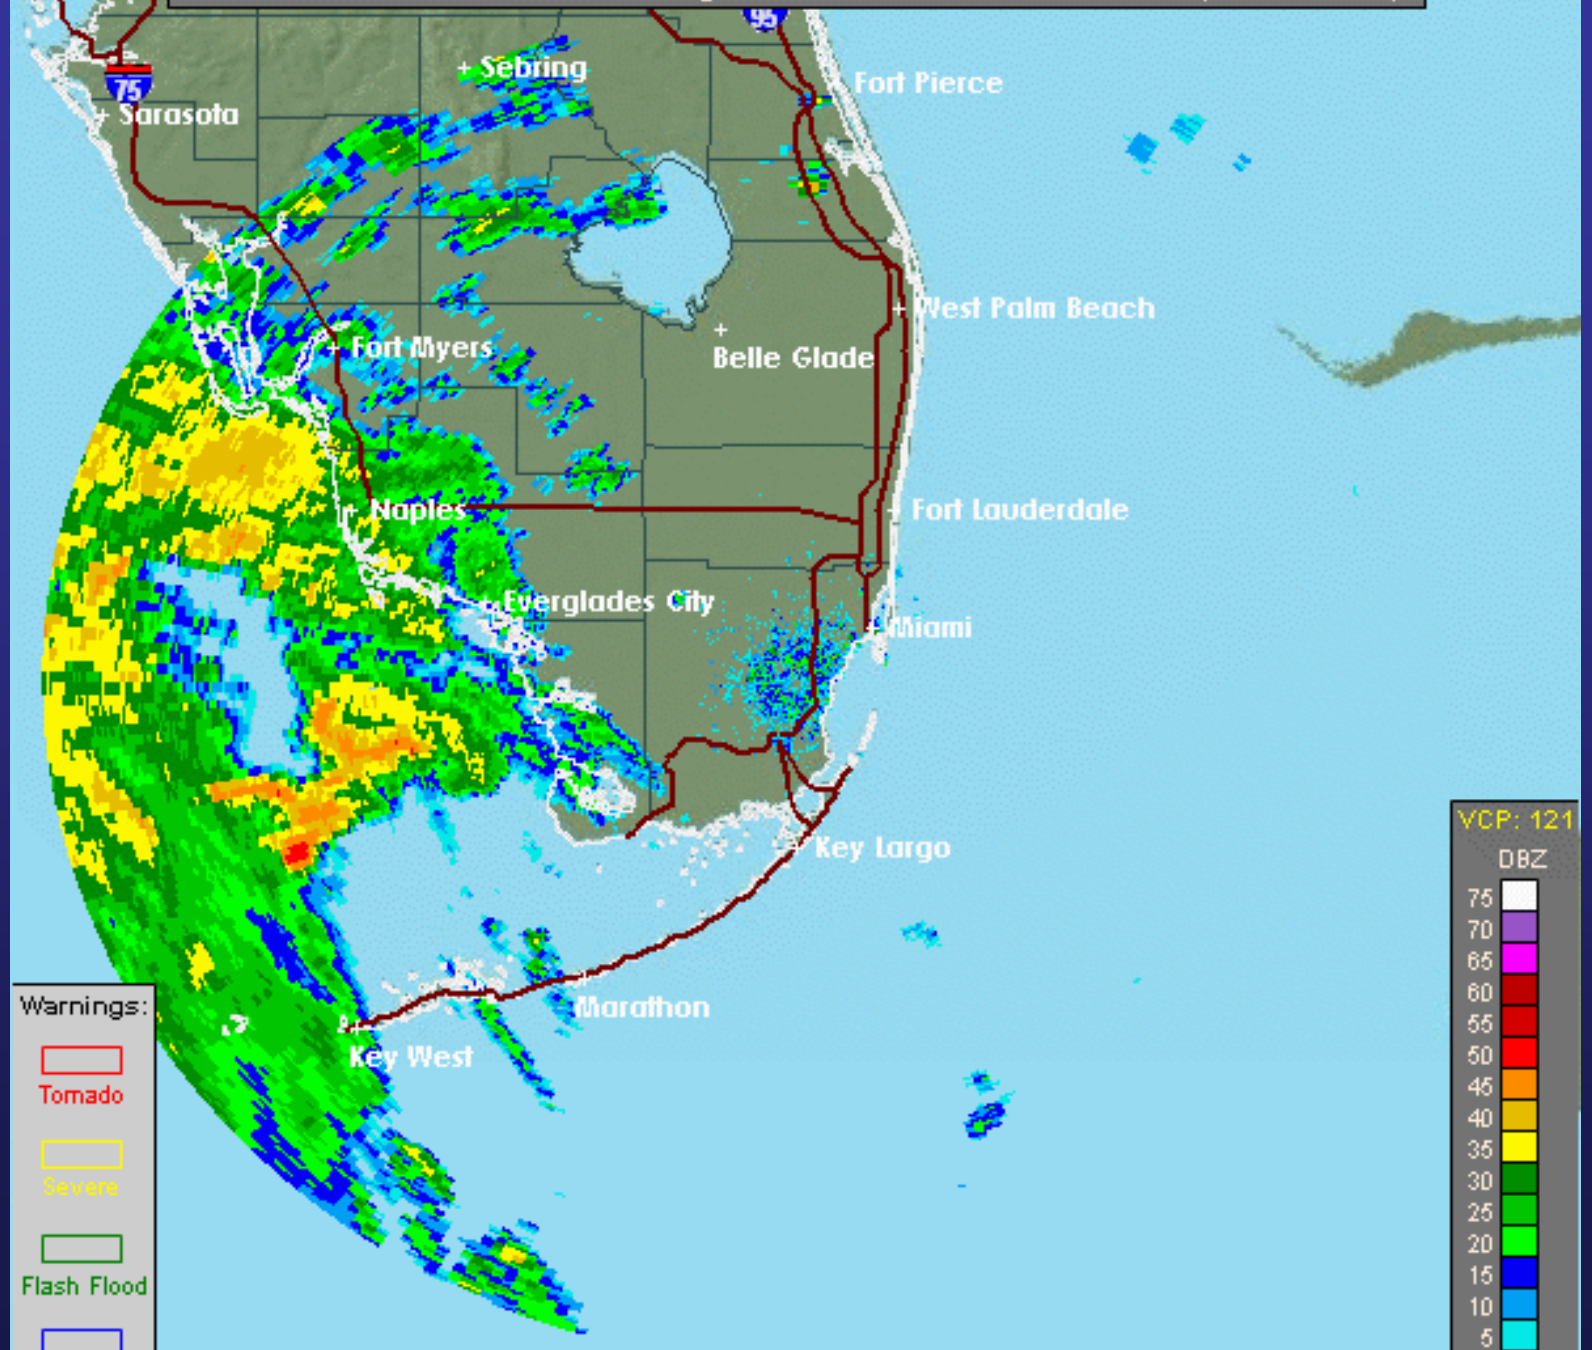 95
Sebring
Fort Pierce
75
Sarasota
West Palm Beach
Fort Myers
Belle Glade
Naples
Fort Lauderdale
Everglades City
Miami
Key Largo
Marathon
Key West
Warnings:
Tornado
Severe
Flash Flood
VCP: 121
DBZ
75
70
65
60
55
50
45
40
35
30
25
20
15
10
5